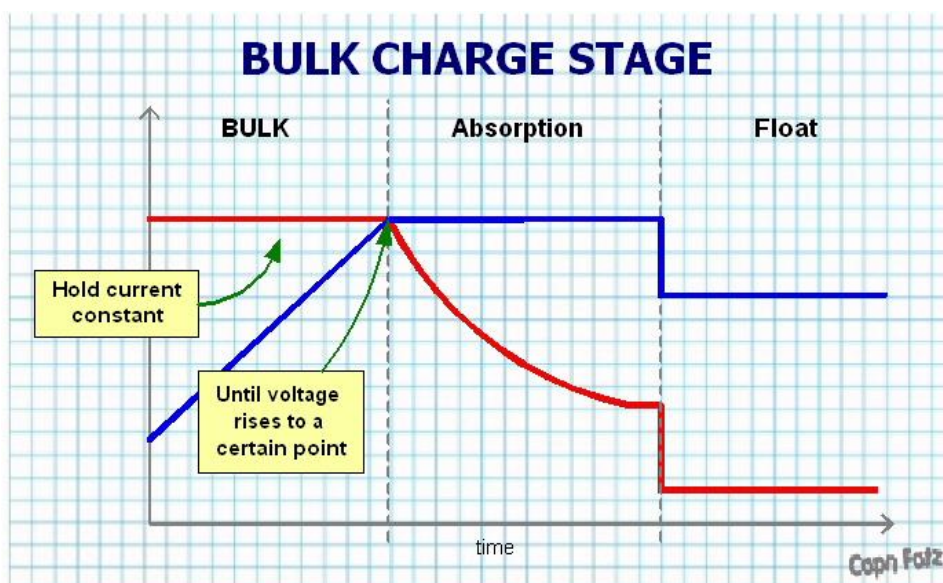 BULK CHARGE STAGE
BULK
Absorption
Float
Hold current
constant
Until voltage
rises to a
certain point
time
Capn Fatz